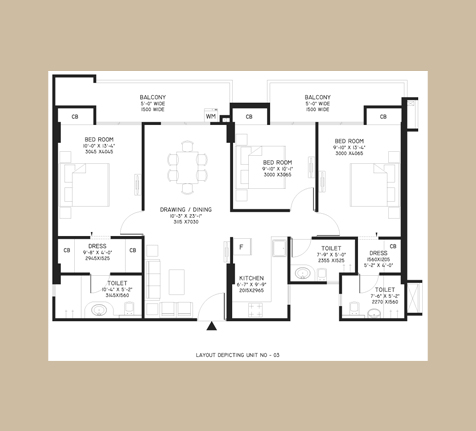 BALCONY
5'-0" WIDE
1500 WIDE
BALCONY
5'-0" WIDE
1500 WIDE
CB
WM
CB
CB
BED ROOM
10'-0" X 13'-4"
3045 X4045
BED ROOM
9'-10" X 10'-1"
3000 X3065
BED ROOM
9'-10" X 13'-4"
3000 X4065
DRAWING / DINING
10'-3" X 23'-1"
3115 X7030
CB
DRESS
9'-8" X 4'-0"
2945X1525
CB
F
TOILET
7'-9" X 5'-0"
2355 X1525
CB
DRESS
1560X1205
5'-2" X 4'-0"
TOILET
10'-4" X 5'-2"
3145X1560
KITCHEN
6'-7" X 9'-9"
2015X2965
TOILET
7'-6" X 5'-2"
2270 X1560
LAYOUT DEPICTING UNIT NO - 03